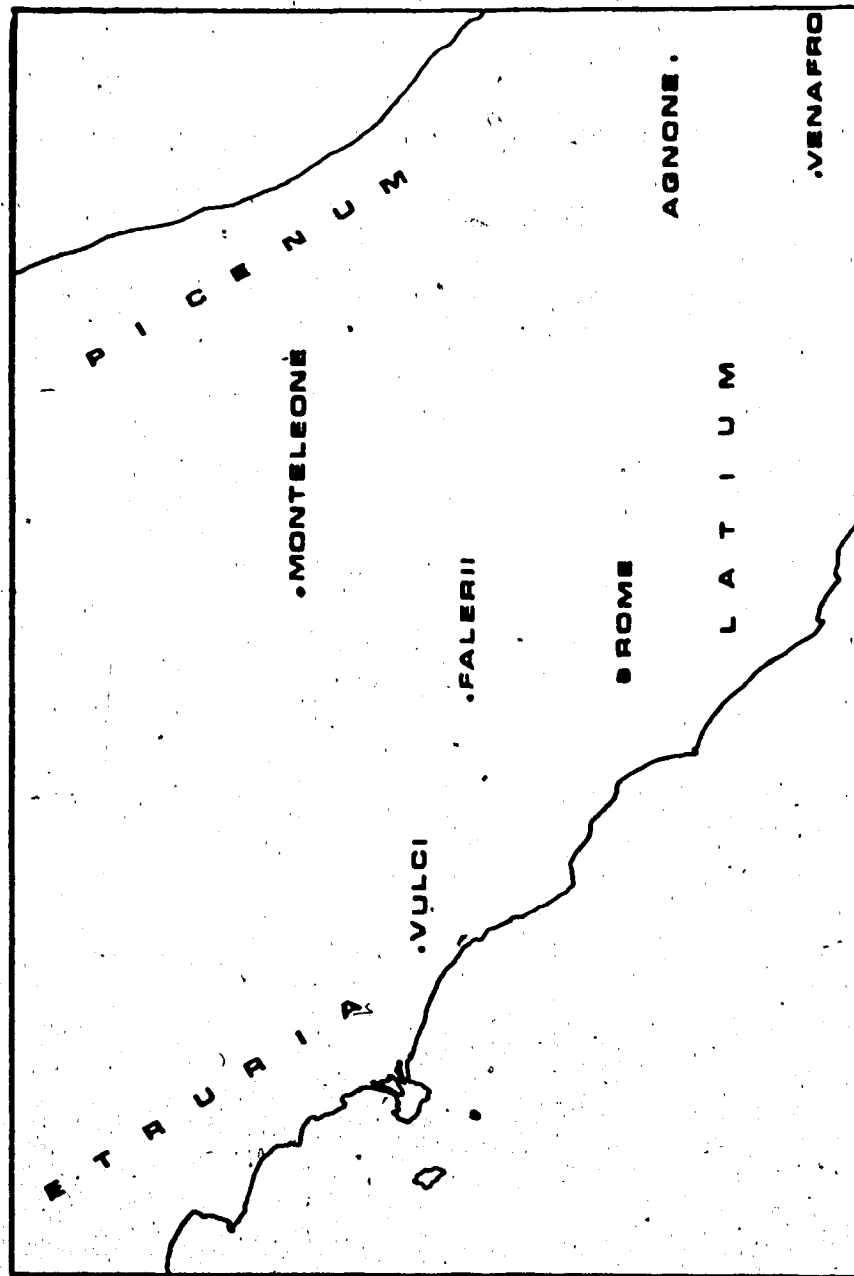 PICENUM
ETRURIA
.MONTELEONE
.VULCI
.FALERII
ROME
AGNONE.
LATIUM
.VENAFRO